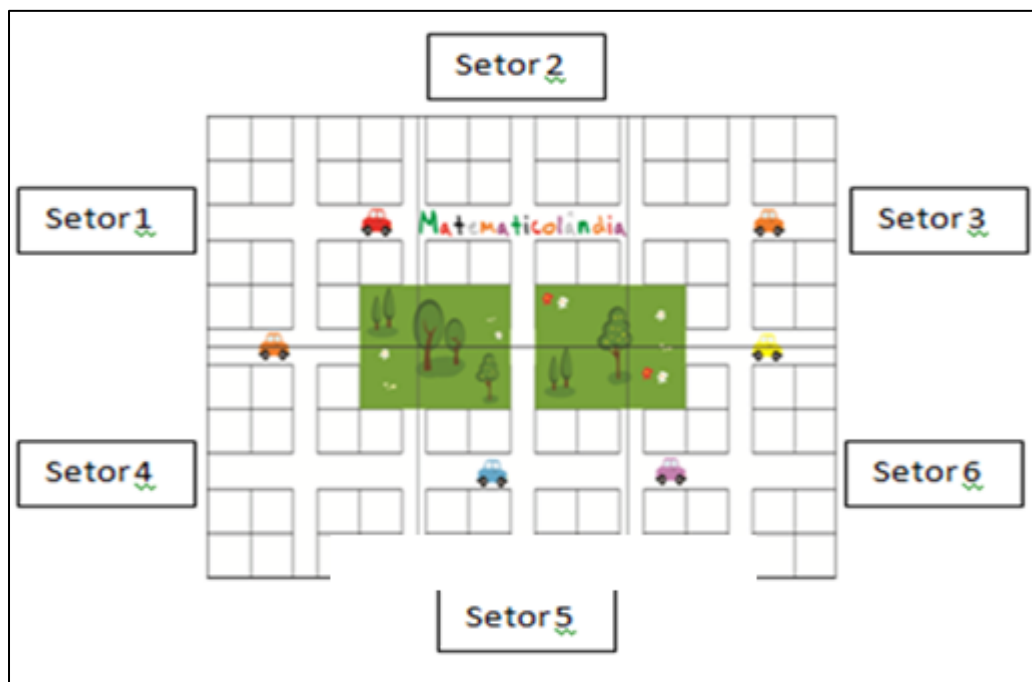 Setor 2
Setor 1
Matematicolândia
Setor 3
Setor 4
Setor 6
Setor 5